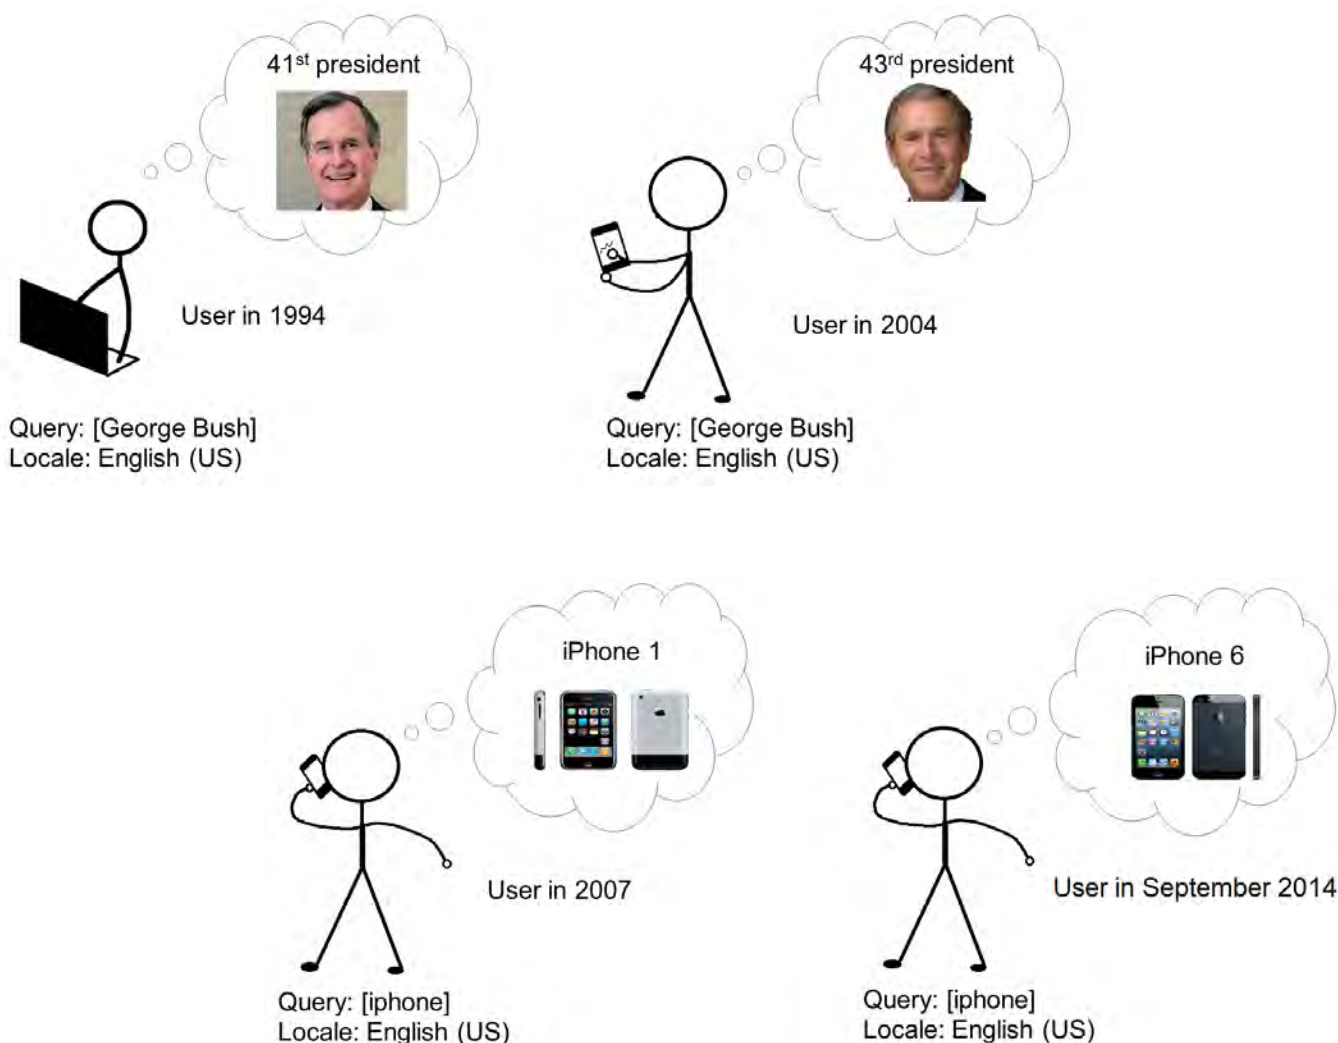 41st president
User in 1994
Query: [George Bush]
Locale: English (US)
43rd president
User in 2004
Query: [George Bush]
Locale: English (US)
iPhone 1
User in 2007
Query: [iphone]
Locale: English (US)
iPhone 6
User in September 2014
Query: [iphone]
Locale: English (US)